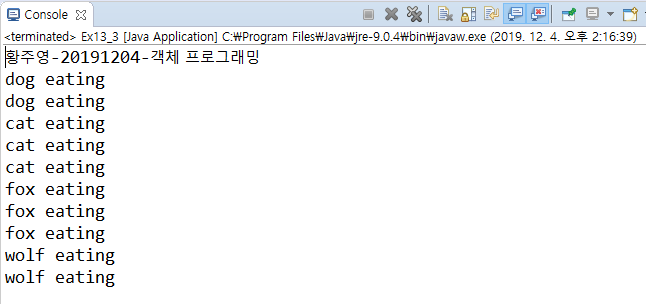 Console
<terminated> Ex13_3 [Java Application] C:₩Program Files₩Java₩jre-9.0.4₩bin₩javaw.exe (2019. 12. 4. 오후 2:16:39)
황주영-20191204-객체 프로그래밍
dog eating
dog eating
cat eating
cat eating
cat eating
fox eating
fox eating
fox eating
wolf eating
wolf eating